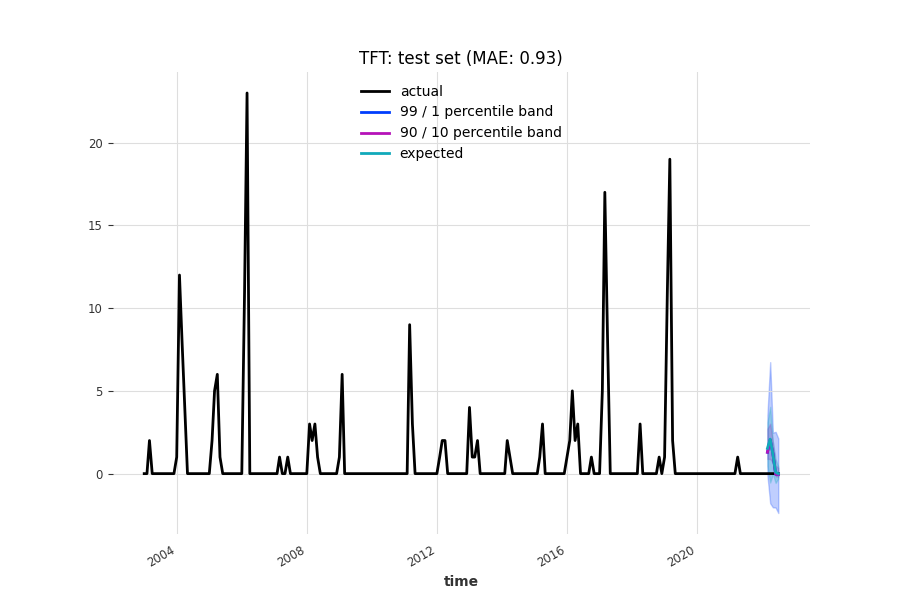 TFT: test set (MAE: 0.93)
actual
99 / 1 percentile band
90 / 10 percentile band
expected
20
15
10
5
0
2004
2008
2012
2016
2020
time